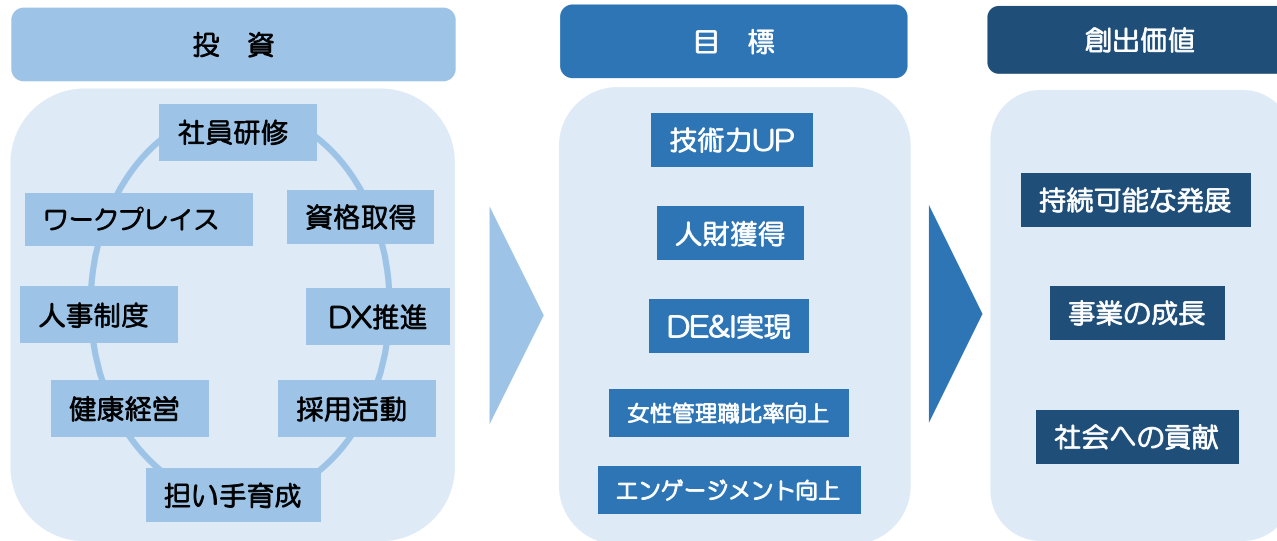 投　資
社員研修
ワークプレイス
資格取得
人事制度
DX推進
健康経営
採用活動
担い手育成
目　標
技術力UP
人財獲得
DE&I実現
女性管理職比率向上
エンゲージメント向上
創出価値
持続可能な発展
事業の成長
社会への貢献